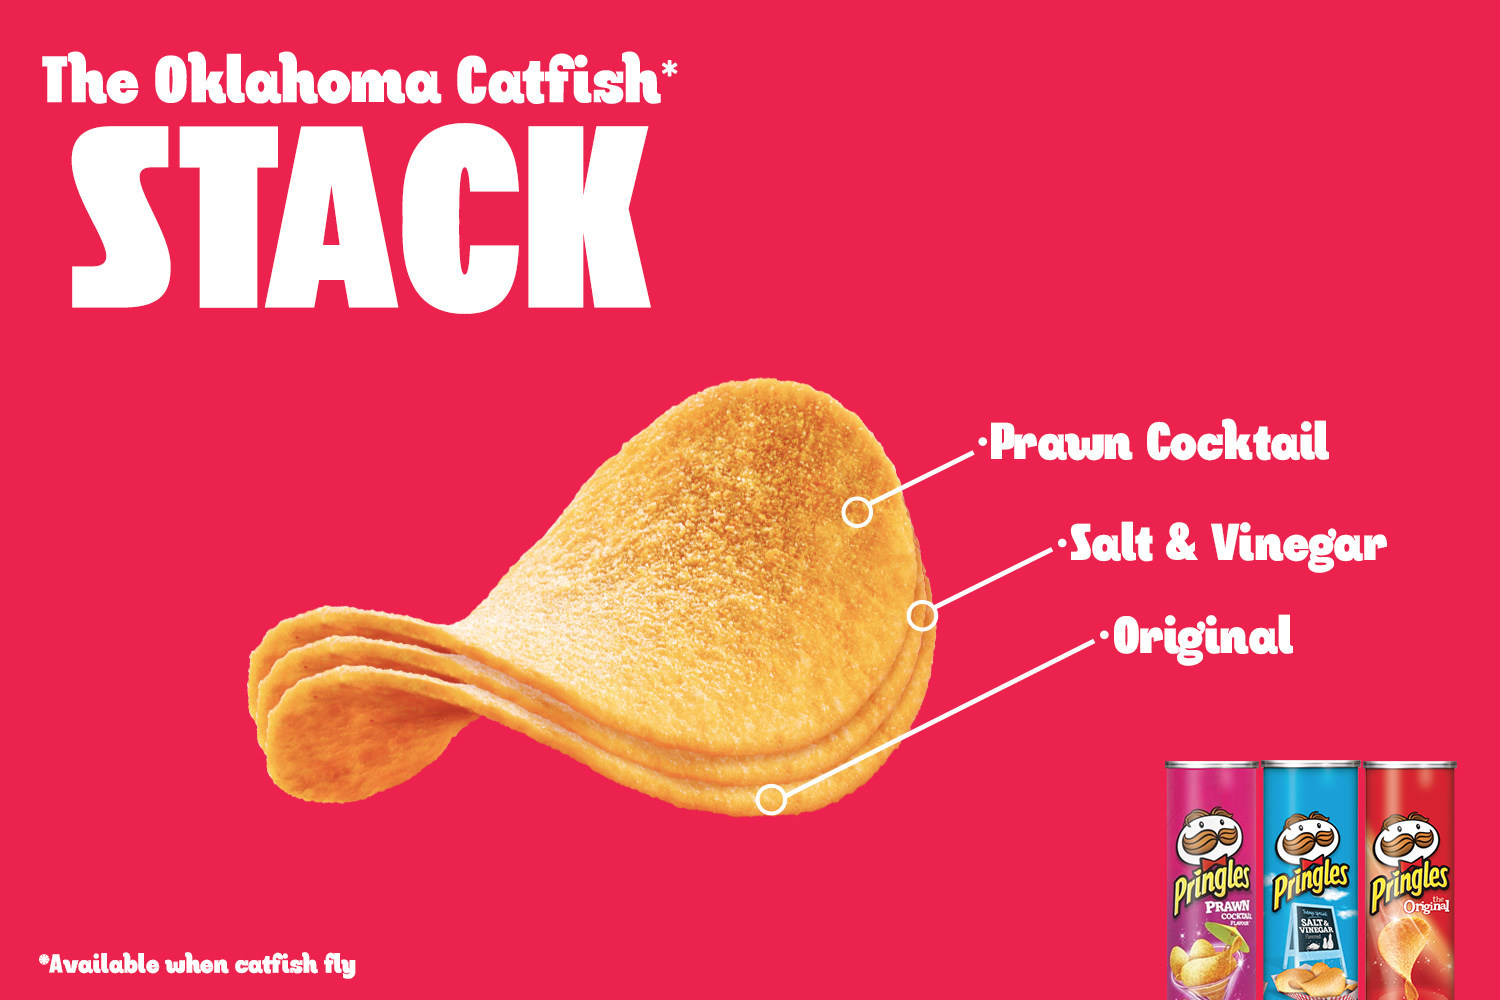 The Oklahoma Catfish*
STACK
·Prawn Cocktail
·Salt & Vinegar
·Original
Pringles
PRAWN
COCKTAIL
FLAVOUR
Pringles
SALT &
VINEGAR
Pringles
the
Original
*Available when catfish fly